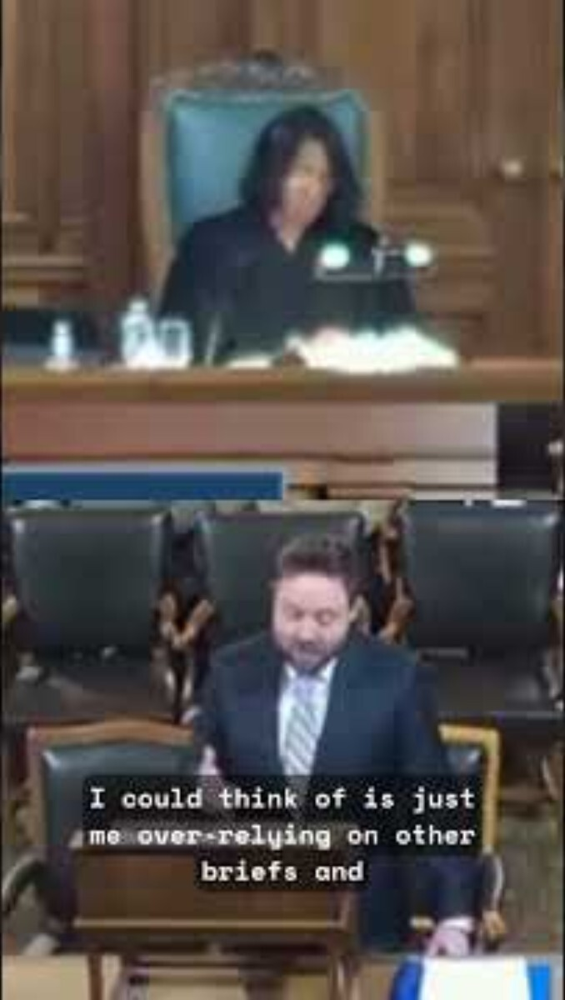 I could think of is just
me over-relying on other
briefs and